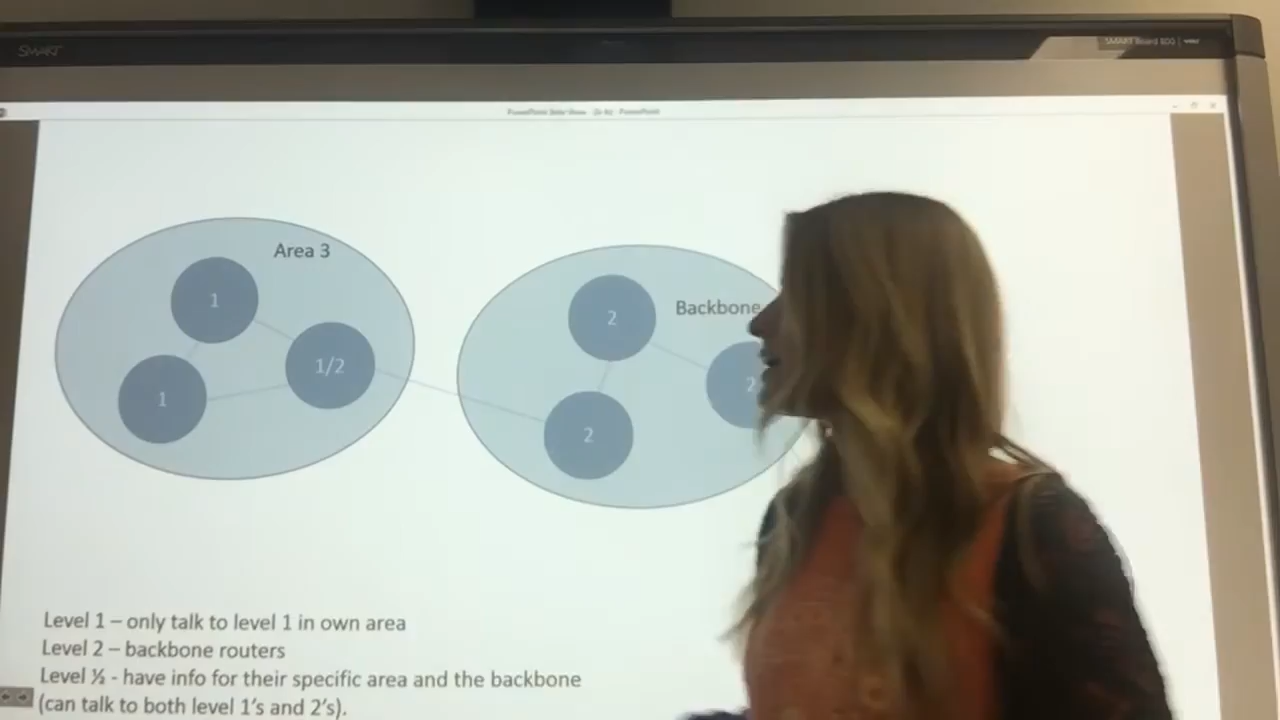 SMART
SMART Board 800
PowerPoint
Area 3
1
1/2
1
2
Backbone
2
2
Level 1 – only talk to level 1 in own area
Level 2 – backbone routers
Level ½ - have info for their specific area and the backbone
(can talk to both level 1's and 2's).